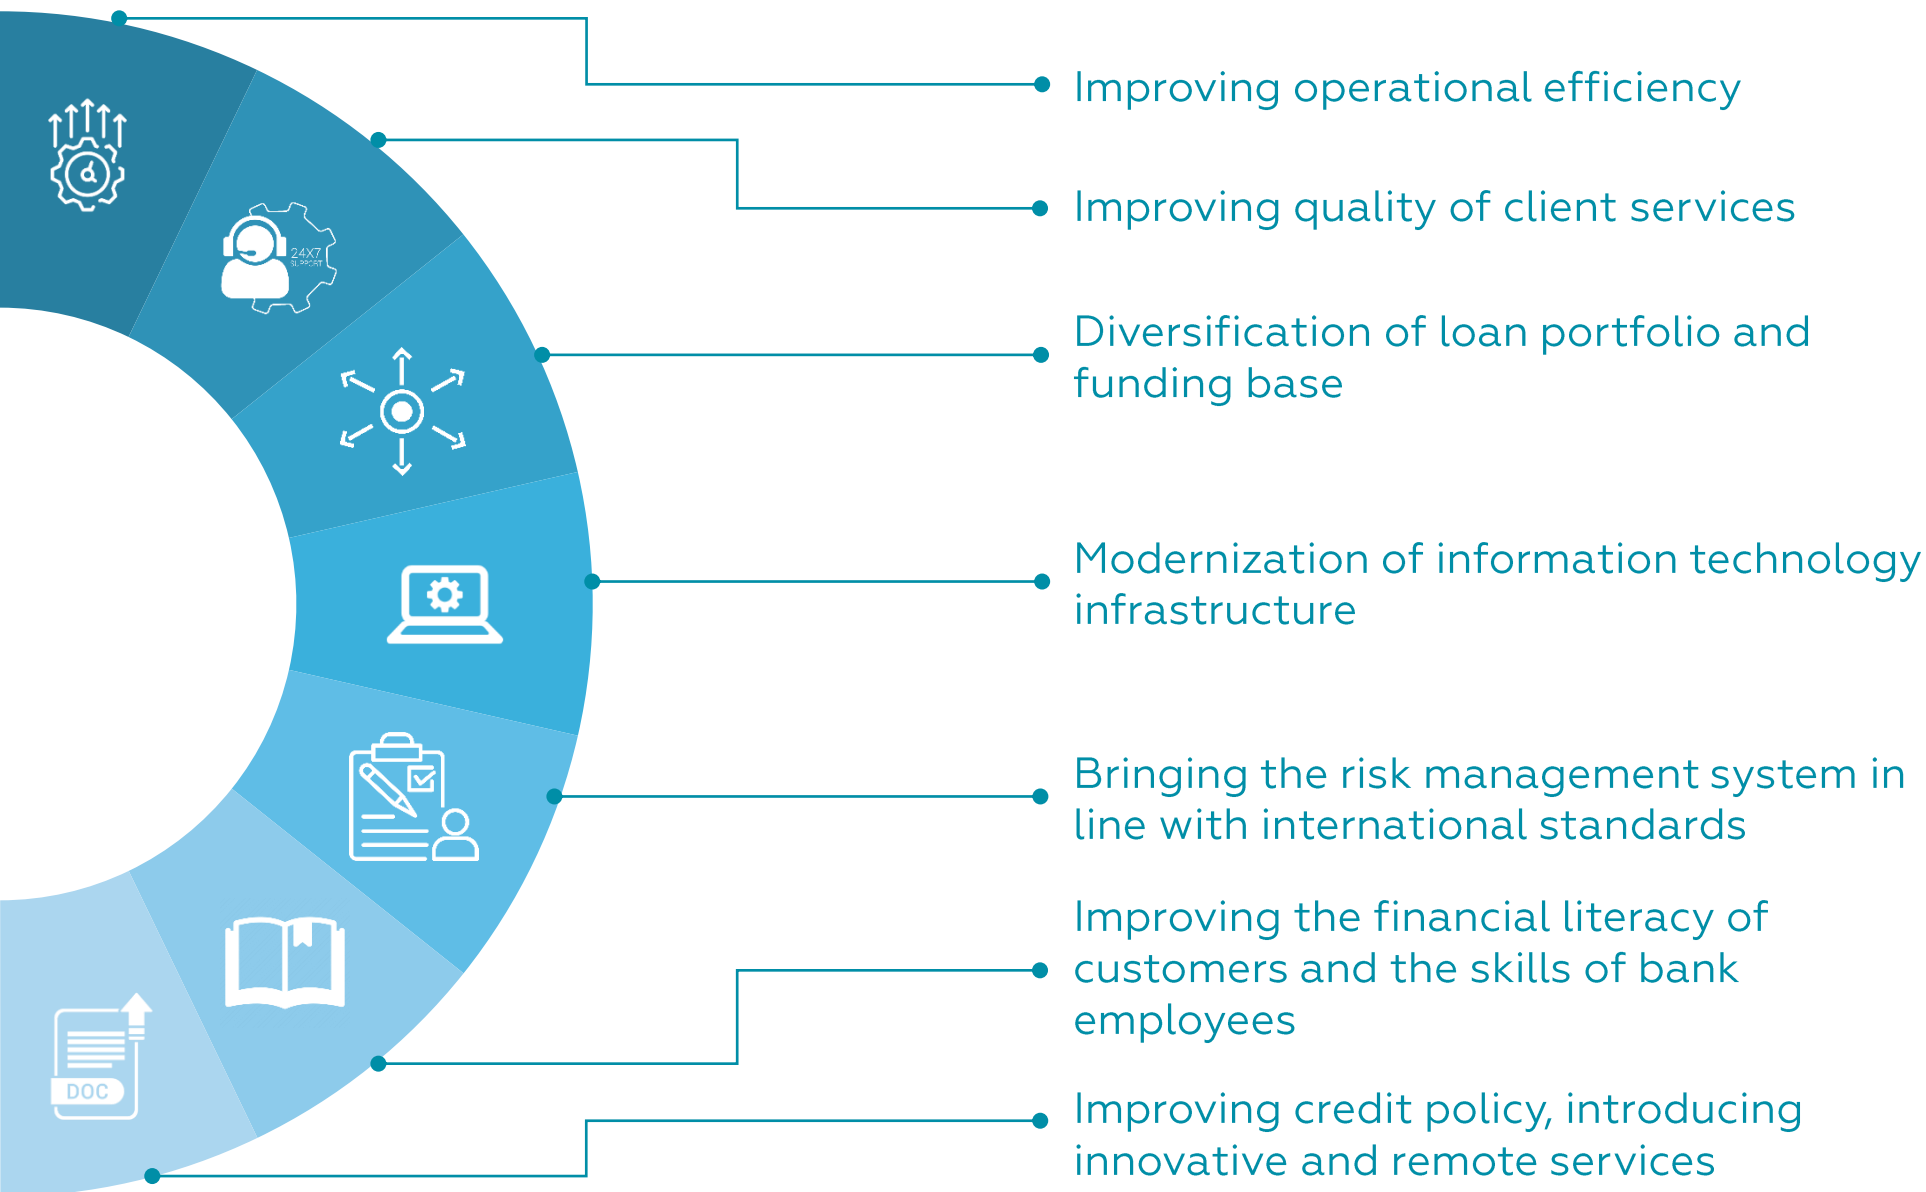 Improving operational efficiency
24X7
SUPPORT
Improving quality of client services
Diversification of loan portfolio and
funding base
Modernization of information technology
infrastructure
Bringing the risk management system in
line with international standards
Improving the financial literacy of
customers and the skills of bank
employees
DOC
Improving credit policy, introducing
innovative and remote services